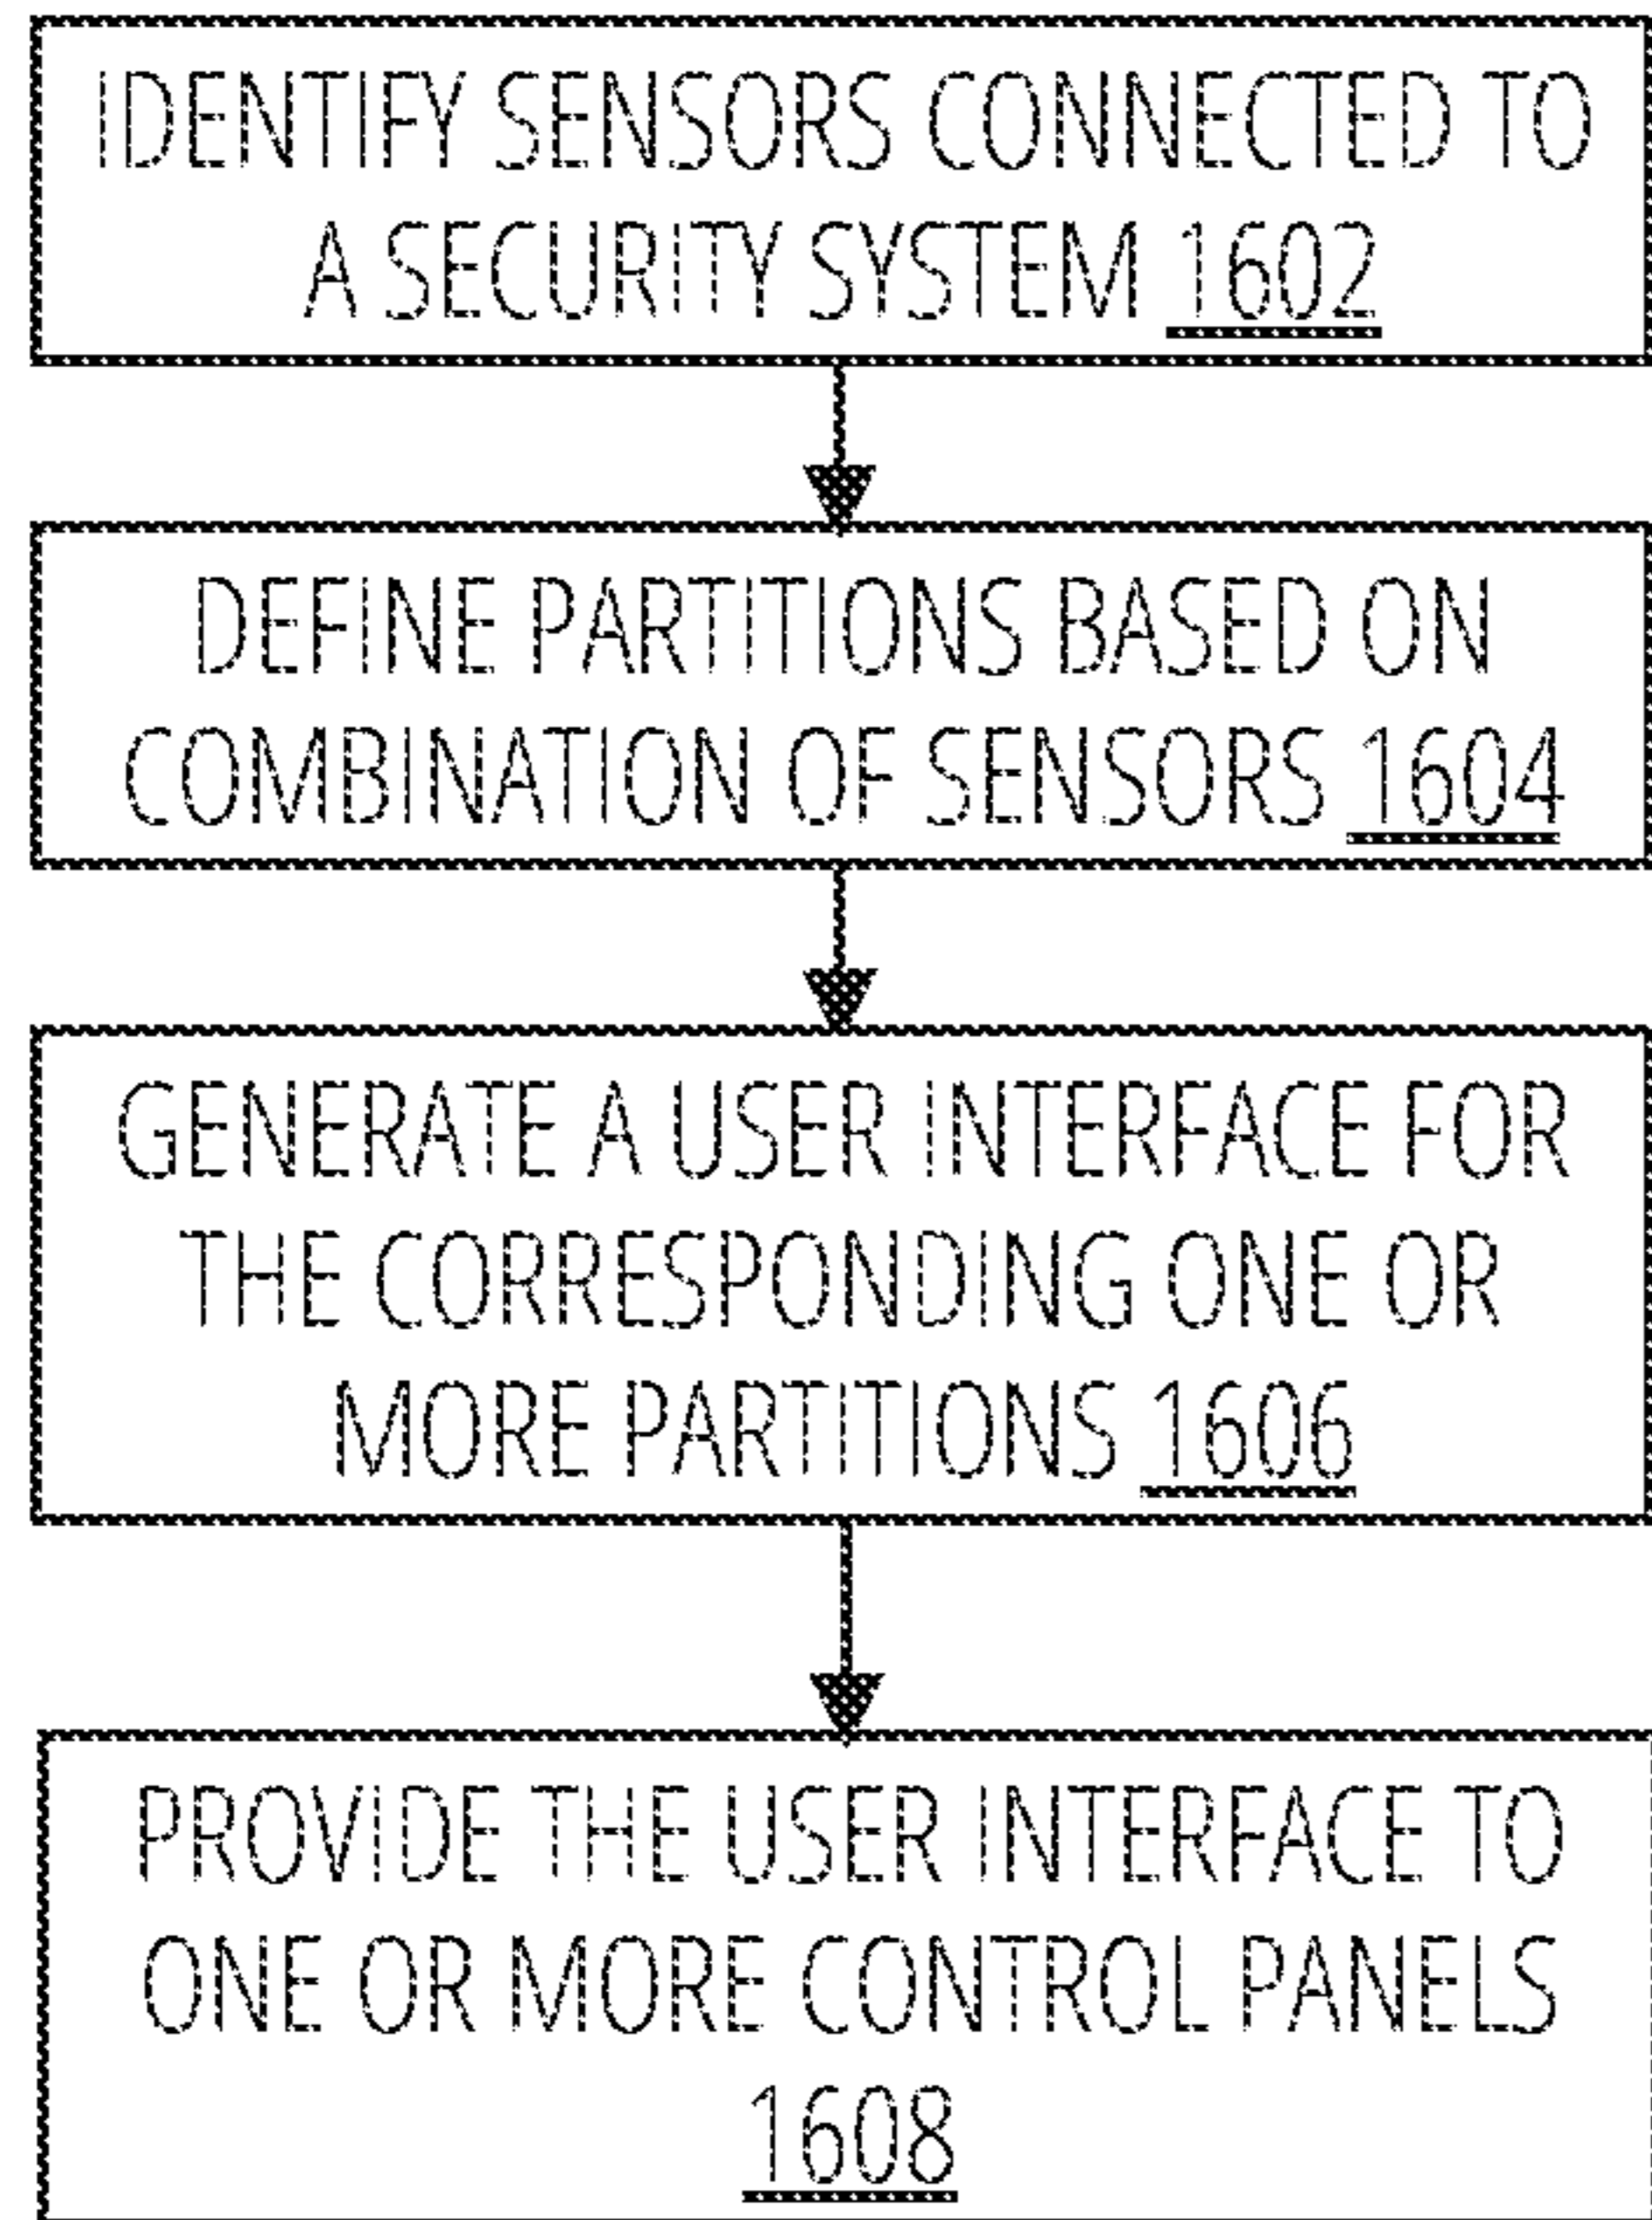 IDENTIFY SENSORS CONNECTED TO
A SECURITY SYSTEM 1602
DEFINE PARTITIONS BASED ON
COMBINATION OF SENSORS 1604
GENERATE A USER INTERFACE FOR
THE CORRESPONDING ONE OR
MORE PARTITIONS 1606
PROVIDE THE USER INTERFACE TO
ONE OR MORE CONTROL PANELS
1608